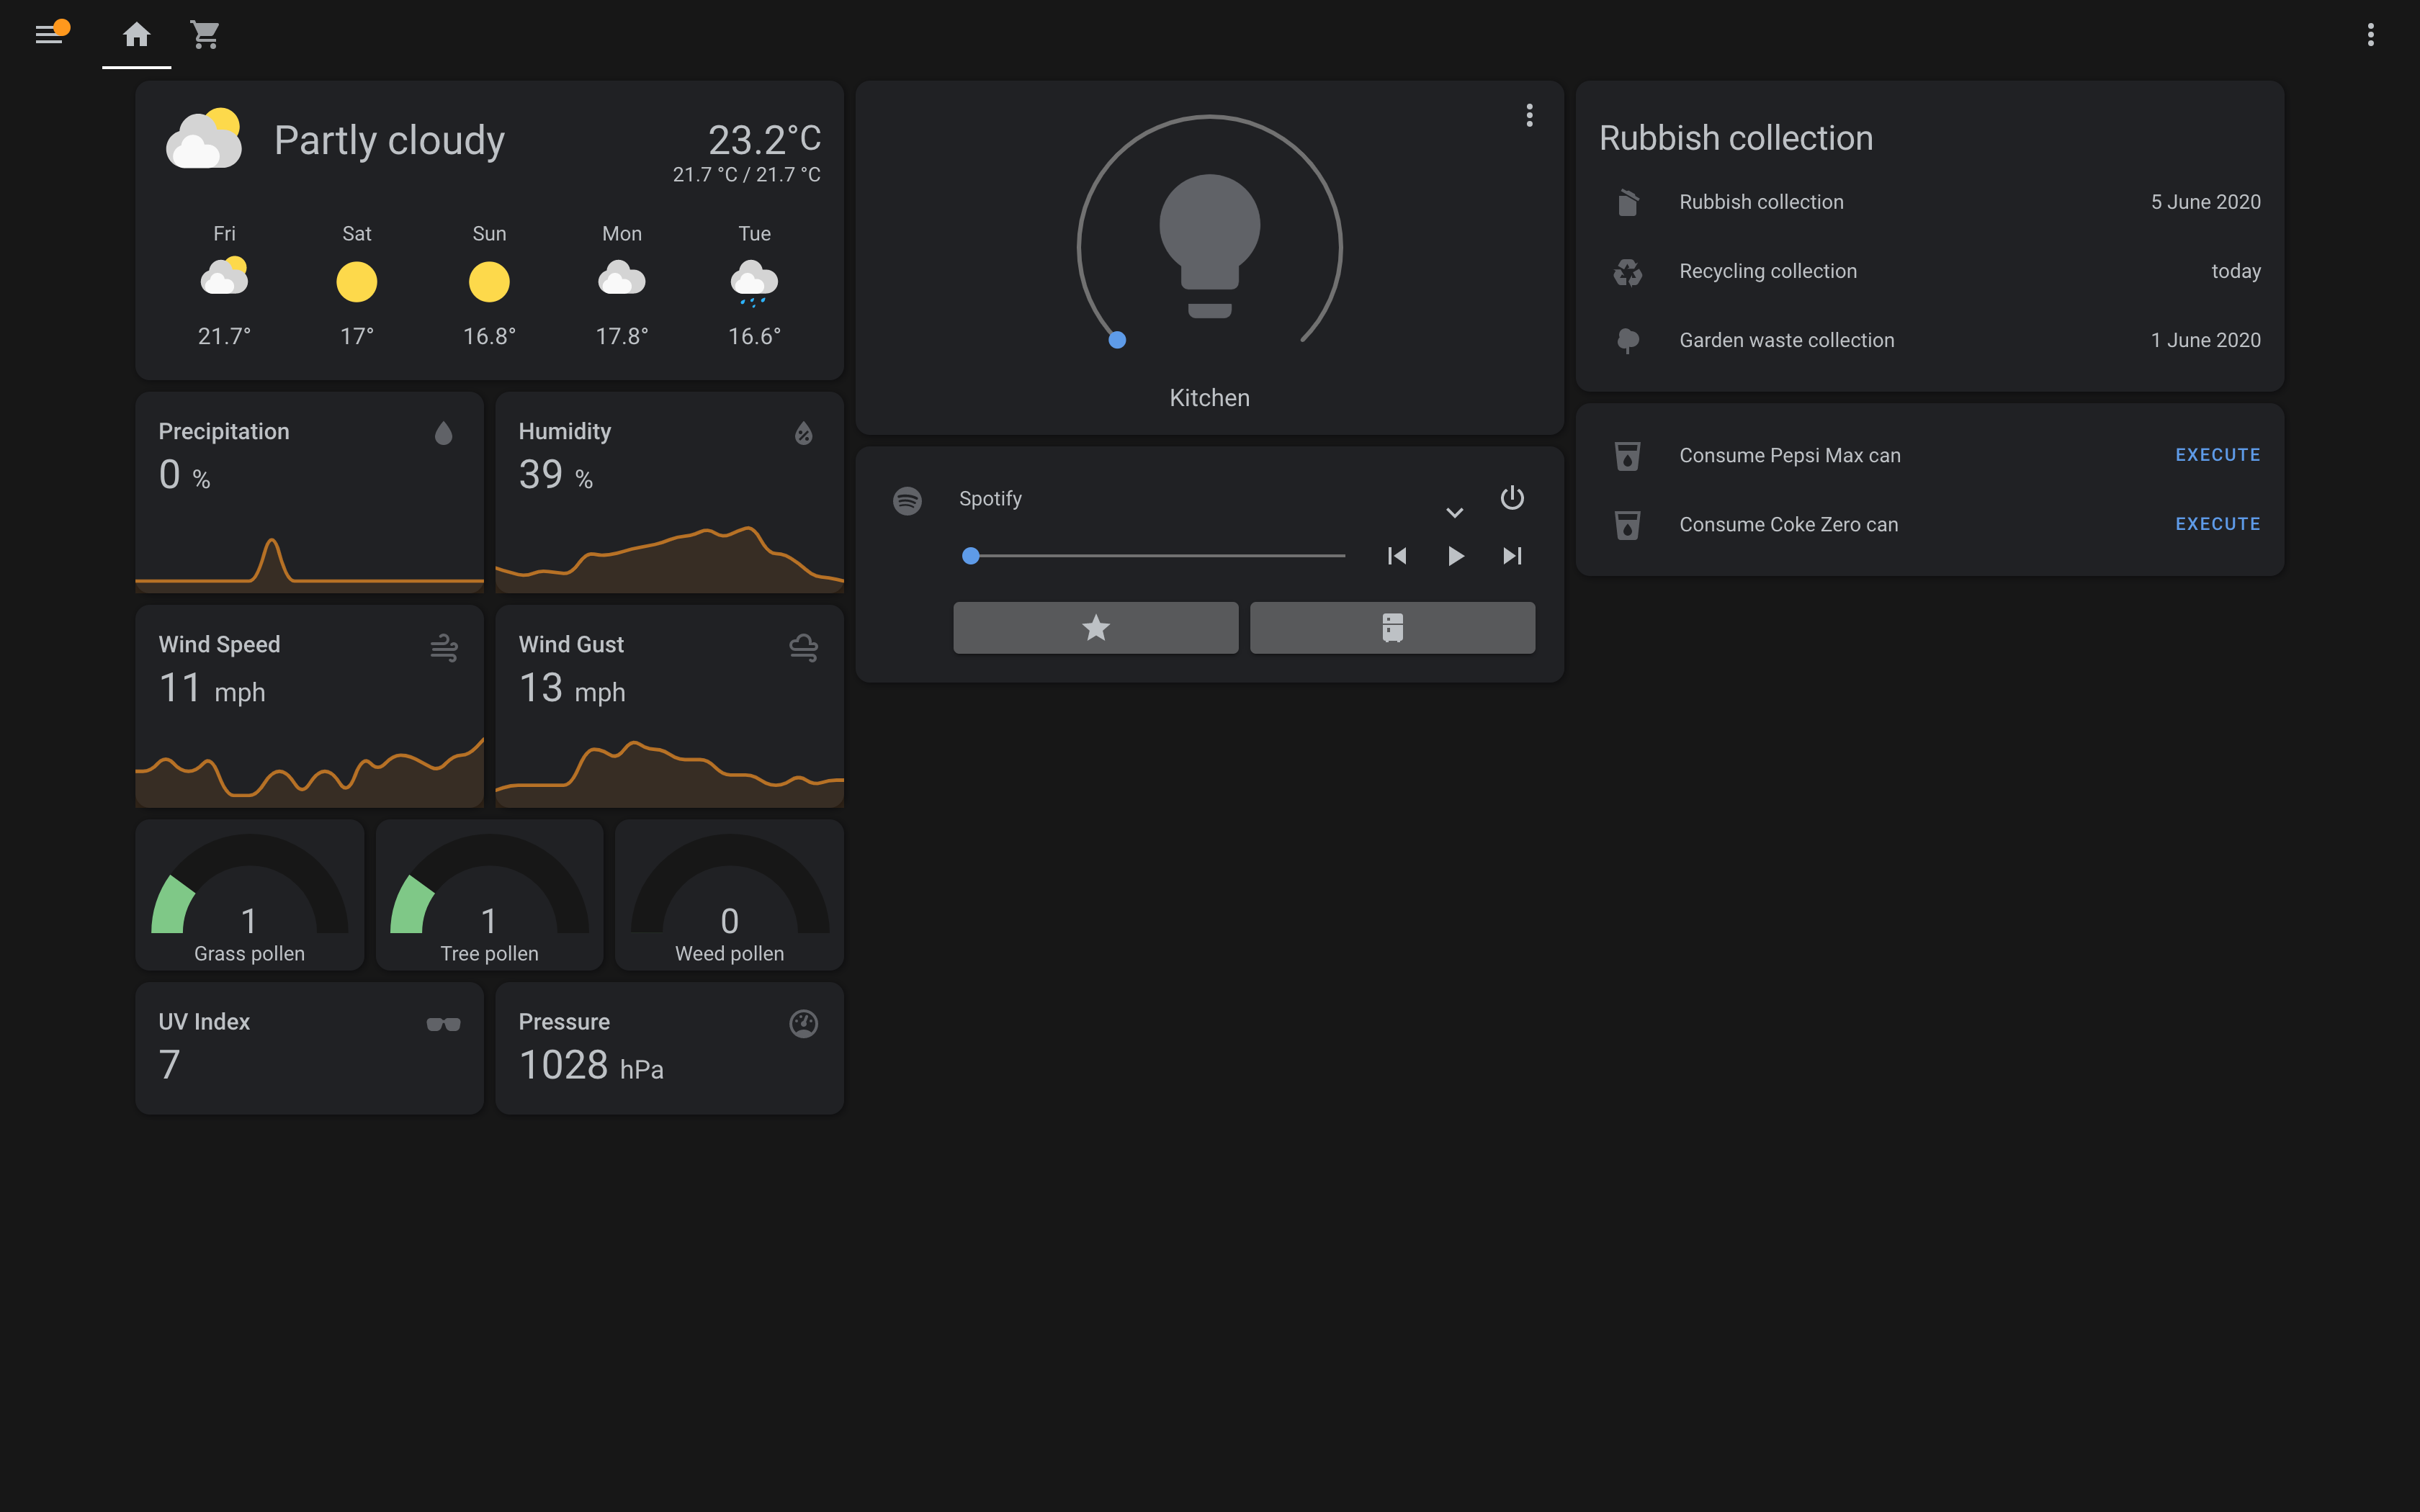 Partly cloudy
23.2°C
21.7 °C / 21.7 °C
Fri Sat Sun Mon Tue
21.7° 17° 16.8° 17.8° 16.6°
Precipitation
0 %
Humidity
39 %
Wind Speed
11 mph
Wind Gust
13 mph
1
Grass pollen
1
Tree pollen
0
Weed pollen
UV Index
7
Pressure
1028 hPa
Kitchen
Spotify
Rubbish collection
Rubbish collection 5 June 2020
Recycling collection today
Garden waste collection 1 June 2020
Consume Pepsi Max can EXECUTE
Consume Coke Zero can EXECUTE